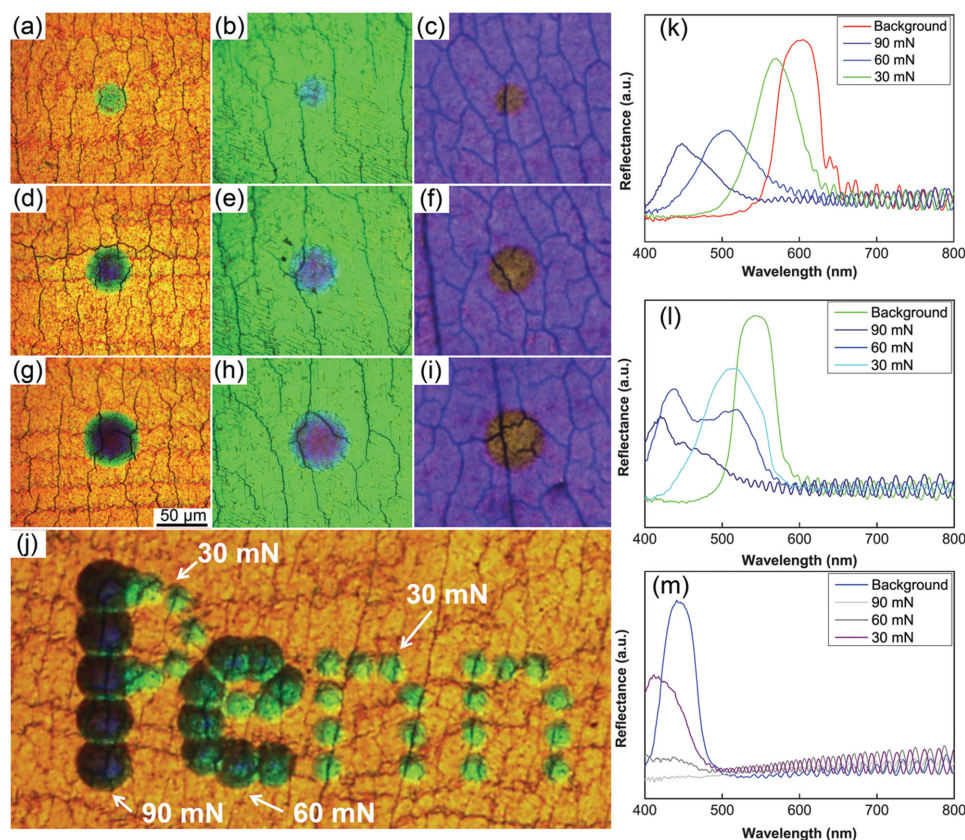 (a)
(b)
(c)
(d)
(e)
(f)
(g)
50 μm
(h)
(i)
(j)
30 mN
30 mN
90 mN
60 mN
Penn
(k)
Background
90 mN
60 mN
30 mN
Reflectance (a.u.)
400 500 600 700 800
Wavelength (nm)
(l)
Background
90 mN
60 mN
30 mN
Reflectance (a.u.)
400 500 600 700 800
Wavelength (nm)
(m)
Background
90 mN
60 mN
30 mN
Reflectance (a.u.)
400 500 600 700 800
Wavelength (nm)